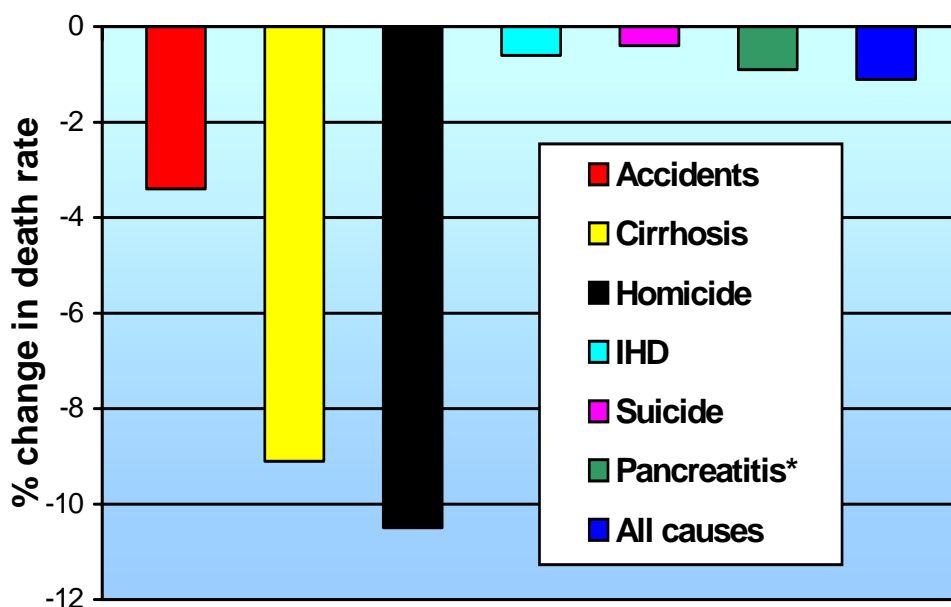 % change in death rate
0
-2
-4
-6
-8
-10
-12
Accidents
Cirrhosis
Homicide
IHD
Suicide
Pancreatitis*
All causes